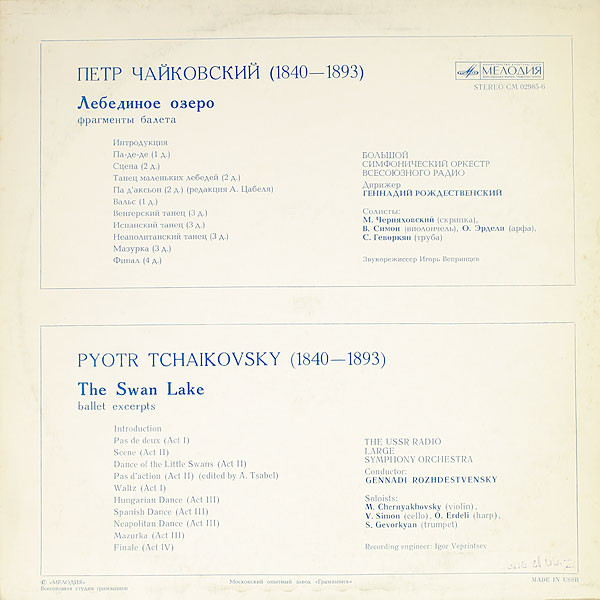 ПЕТР ЧАЙКОВСКИЙ (1840—1893)
МЕЛОДИЯ
STEREO СМ 02985-6
Лебединое озеро
фрагменты балета
Интродукция
Па-де-де (1 д.)
Сцена (2 д.)
Танец маленьких лебедей (2 д.)
Па д'аксьон (2 д.) (редакция А. Цабеля)
Вальс (1 д.)
Венгерский танец (3 д.)
Испанский танец (3 д.)
Неаполитанский танец (3 д.)
Мазурка (3 д.)
Финал (4 д.)
БОЛЬШОЙ
СИМФОНИЧЕСКИЙ ОРКЕСТР
ВСЕСОЮЗНОГО РАДИО
Дирижер
ГЕННАДИЙ РОЖДЕСТВЕНСКИЙ
Солисты:
М. Черняховский (скрипка),
В. Симон (виолончель), О. Эрдели (арфа),
С. Геворкян (труба)
Звукорежиссер Игорь Вепринцев
PYOTR TCHAIKOVSKY (1840—1893)
The Swan Lake
ballet excerpts
Introduction
Pas de deux (Act I)
Scene (Act II)
Dance of the Little Swans (Act II)
Pas d'action (Act II) (edited by A. Tsabel)
Waltz (Act I)
Hungarian Dance (Act III)
Spanish Dance (Act III)
Neapolitan Dance (Act III)
Mazurka (Act III)
Finale (Act IV)
THE USSR RADIO
LARGE
SYMPHONY ORCHESTRA
Conductor:
GENNADI ROZHDESTVENSKY
Soloists:
M. Chernyakhovsky (violin),
V. Simon (cello), O. Erdeli (harp),
S. Gevorkyan (trumpet)
Recording engineer: Igor Veprintsev
© «МЕЛОДИЯ»
Всесоюзная студия грамзаписи
Московский опытный завод «Грамзапись»
MADE IN USSR